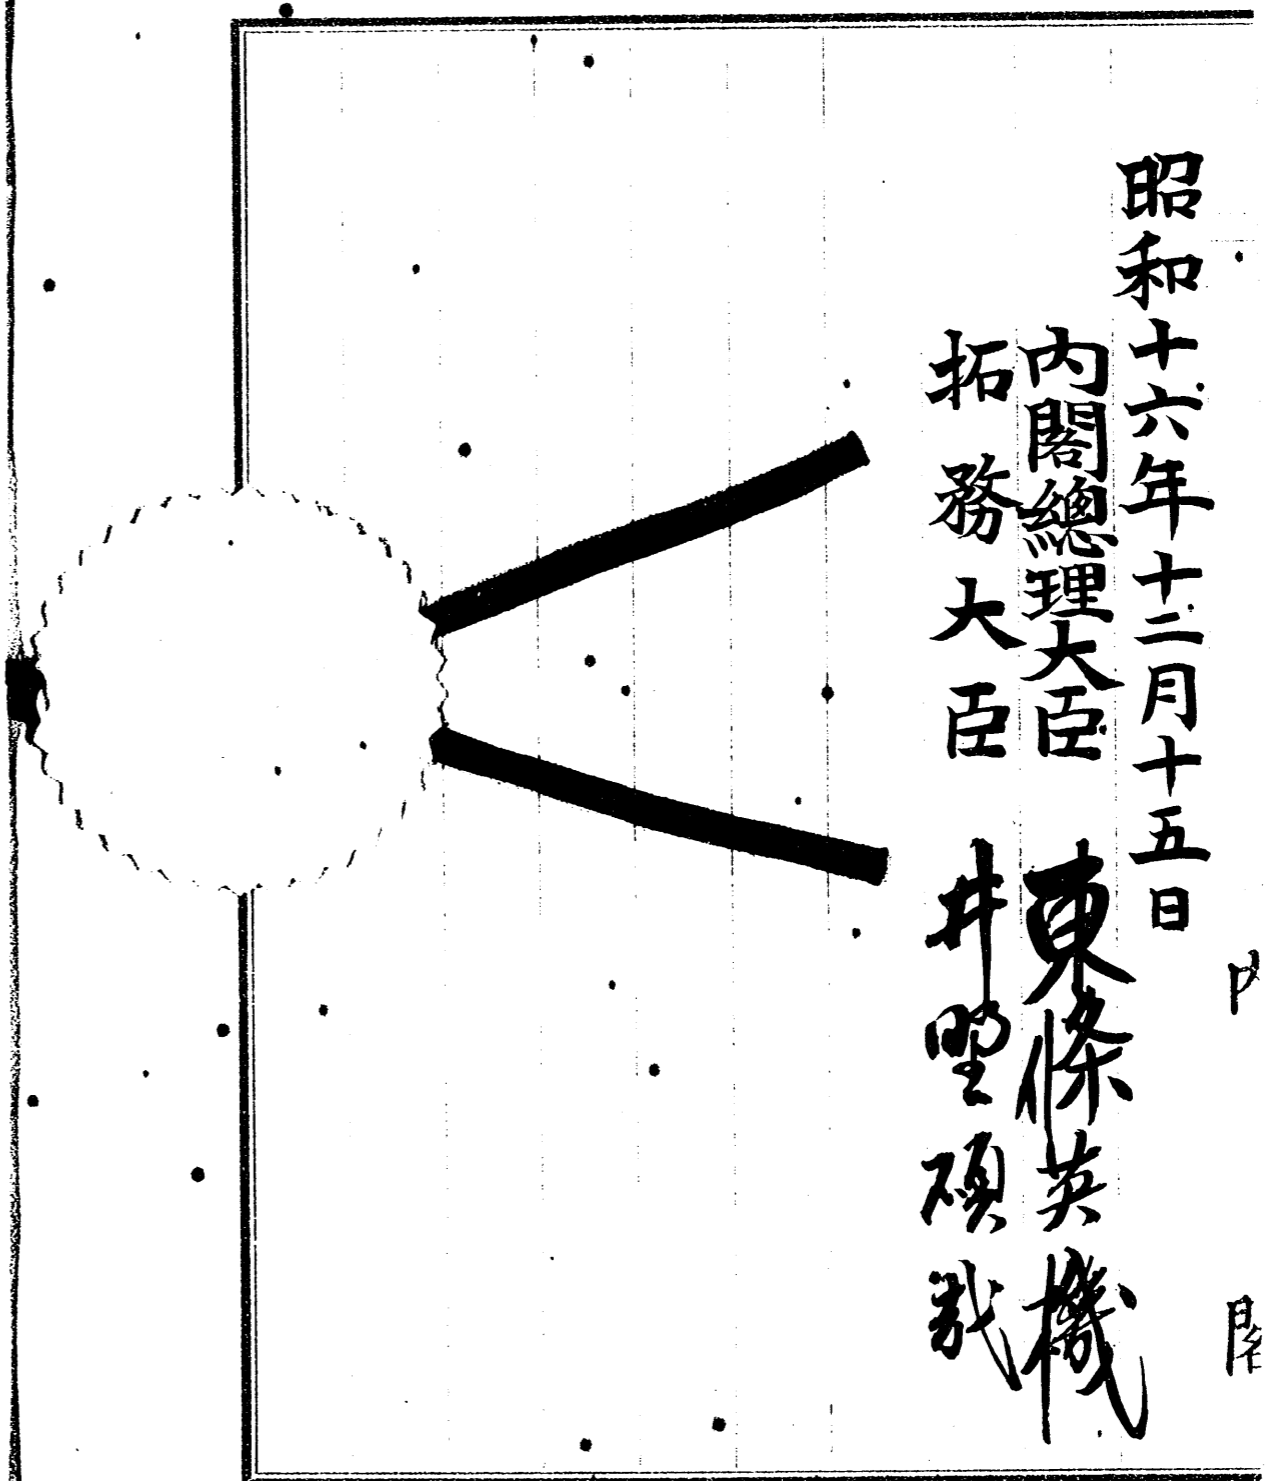 昭和十六年十二月十五日
內閣總理大臣 東條英機
拓務大臣 井野碩哉